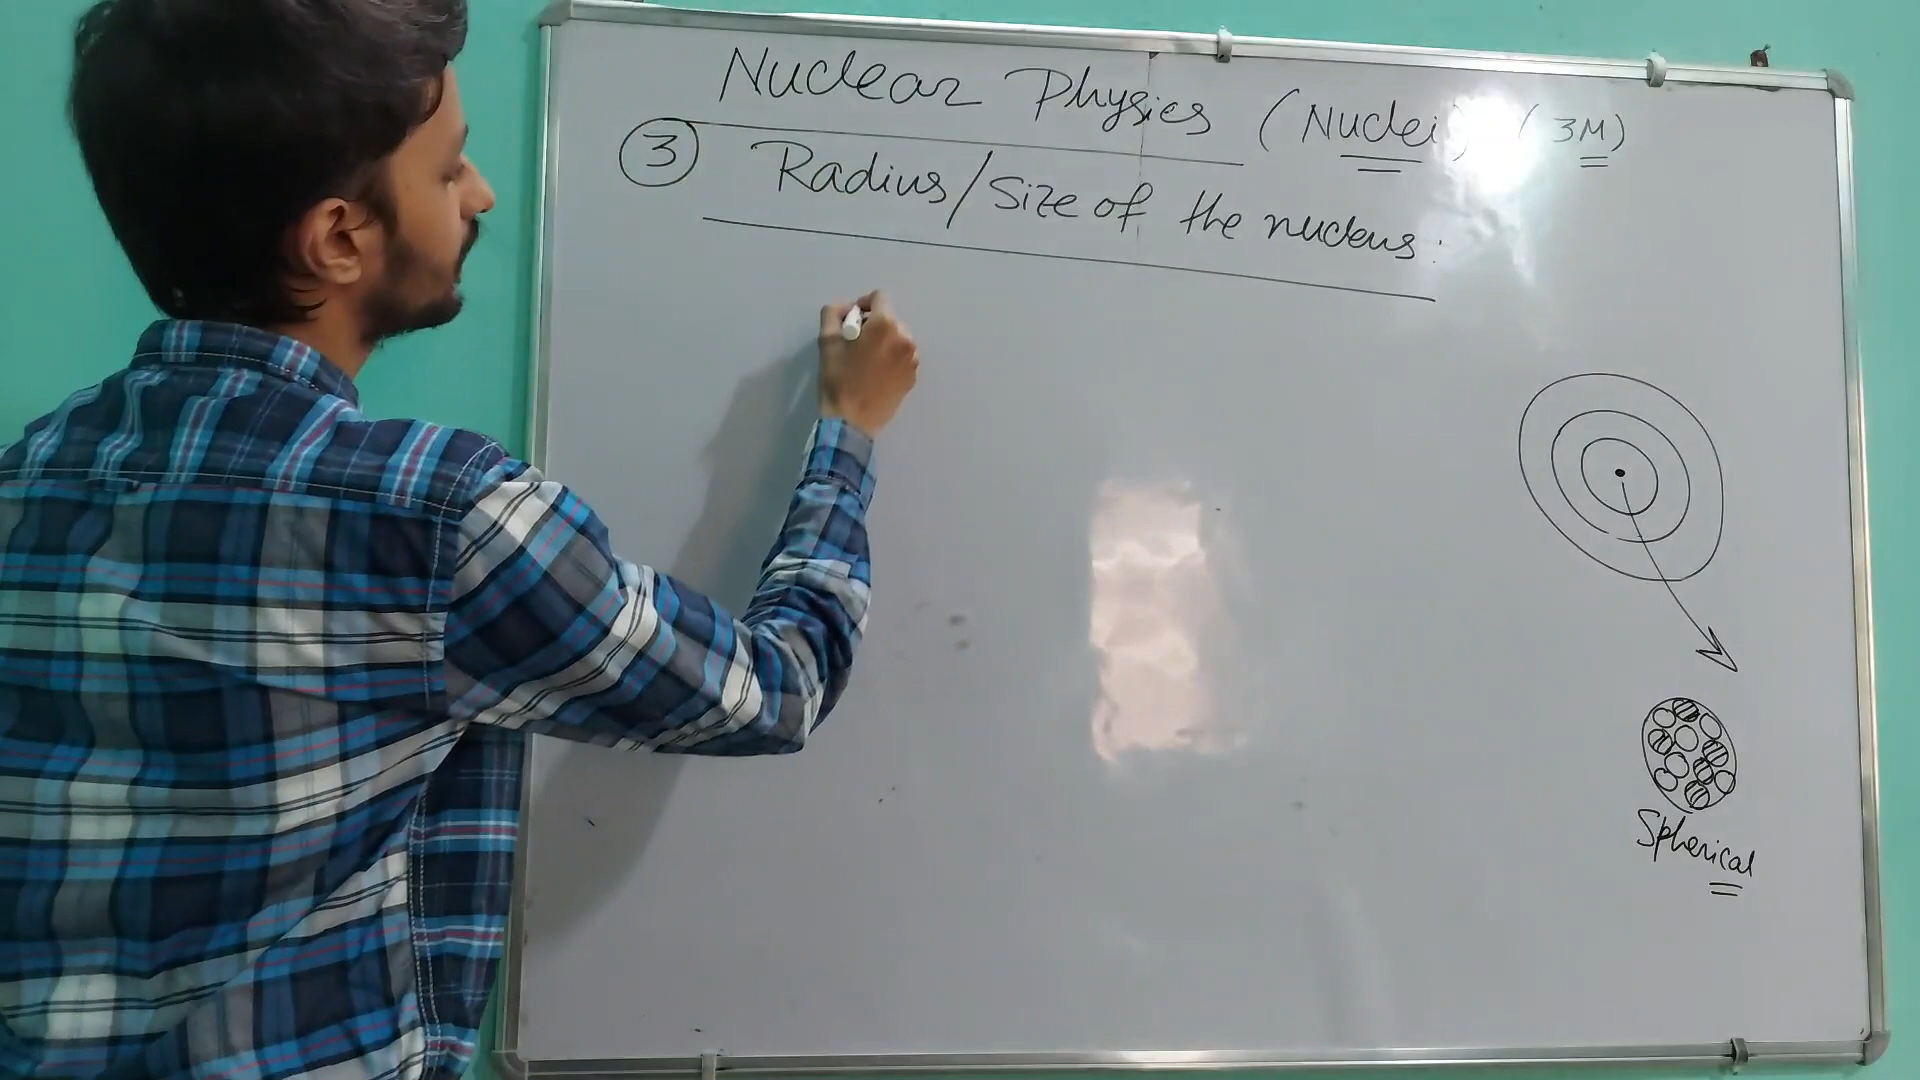 Nuclear Physics (Nuclei) (3M)
3 Radius/Size of the nucleus:
Spherical